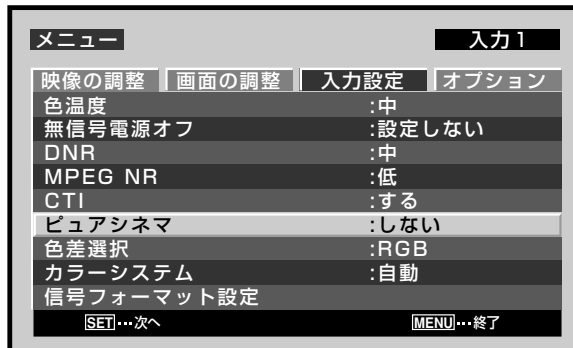 メニュー 入力1
映像の調整 画面の調整 入力設定 オプション
色温度 :中
無信号電源オフ :設定しない
DNR :中
MPEG NR :低
CTI :する
ピュアシネマ :しない
色差選択 :RGB
カラーシステム :自動
信号フォーマット設定
SET…次へ MENU…終了